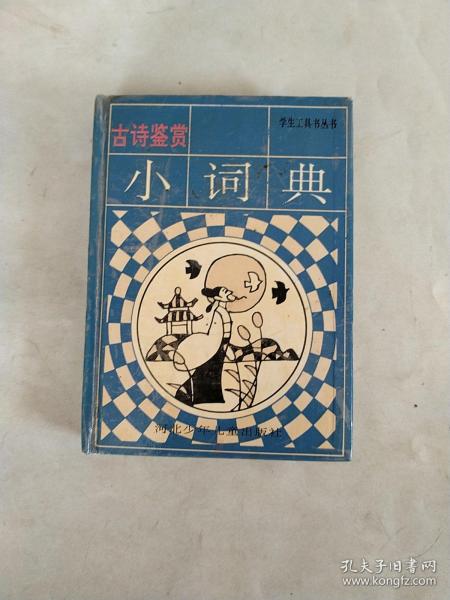 学生工具书丛书
古诗鉴赏
小词典
河北少年儿童出版社
孔夫子旧书网
www.kongfz.com